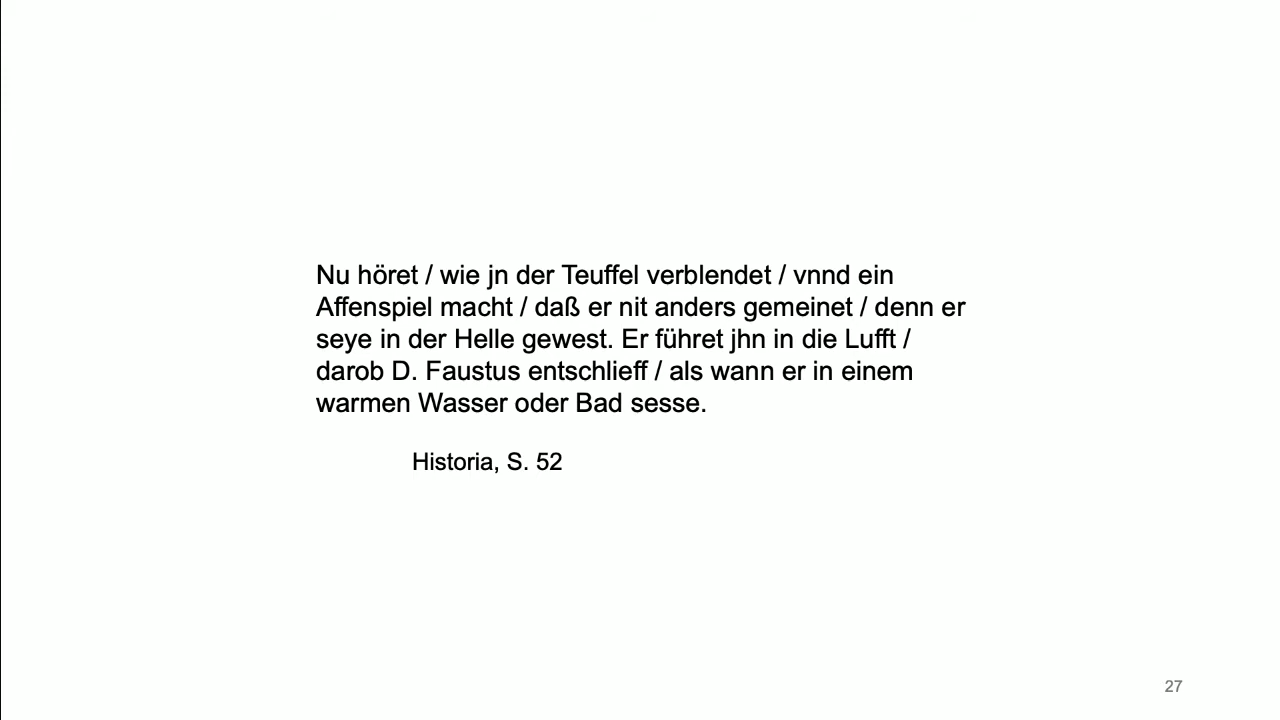 Nu höret / wie jn der Teuffel verblendet / vnnd ein
Affenspiel macht / daß er nit anders gemeinet / denn er
seye in der Helle gewest. Er führet jhn in die Lufft /
darob D. Faustus entschlieff / als wann er in einem
warmen Wasser oder Bad sesse.
Historia, S. 52
27